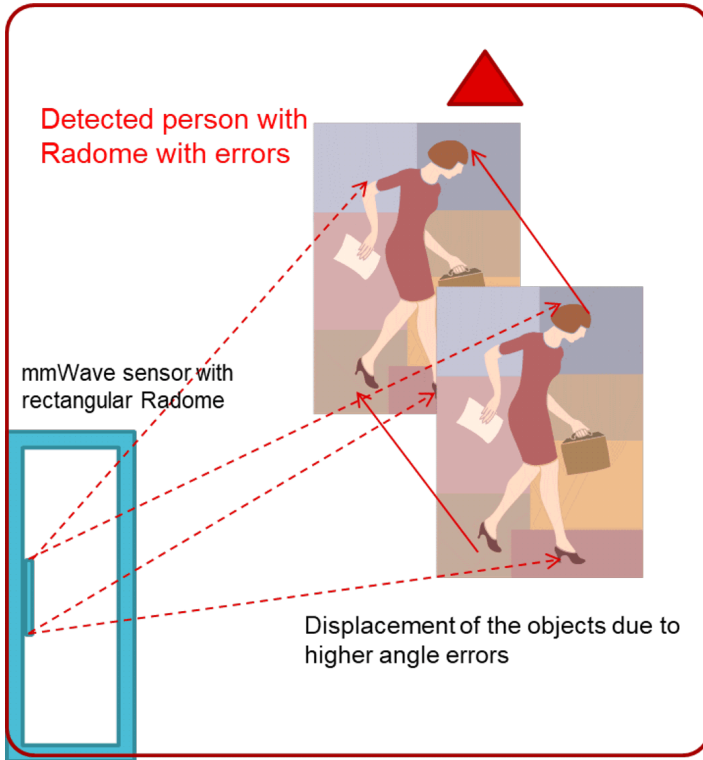 Detected person with
Radome with errors
mmWave sensor with
rectangular Radome
Displacement of the objects due to
higher angle errors